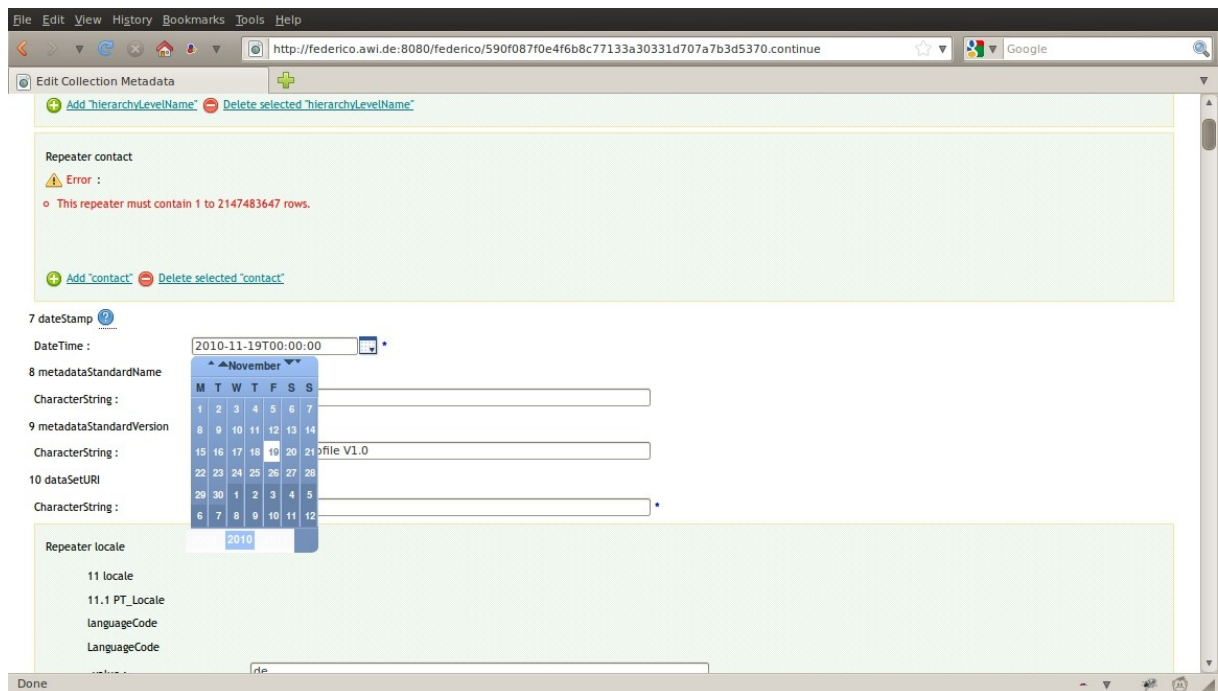 File Edit View History Bookmarks Tools Help
http://federico.awi.de:8080/federico/590f087f0e4f6b8c77133a30331d707a7b3d5370.continue Google
Edit Collection Metadata
Add "hierarchyLevelName" Delete selected "hierarchyLevelName"
Repeater contact
Error :
This repeater must contain 1 to 2147483647 rows.
Add "contact" Delete selected "contact"
7 dateStamp ?
DateTime : 2010-11-19T00:00:00 *
November
8 metadataStandardName
M T W T F S S
CharacterString :
1 2 3 4 5 6 7
9 metadataStandardVersion
8 9 10 11 12 13 14
CharacterString : ofile V1.0
15 16 17 18 19 20 21
10 dataSetURI
22 23 24 25 26 27 28
29 30 1 2 3 4 5
CharacterString : *
6 7 8 9 10 11 12
2010
Repeater locale
11 locale
11.1 PT_Locale
languageCode
LanguageCode
de
Done